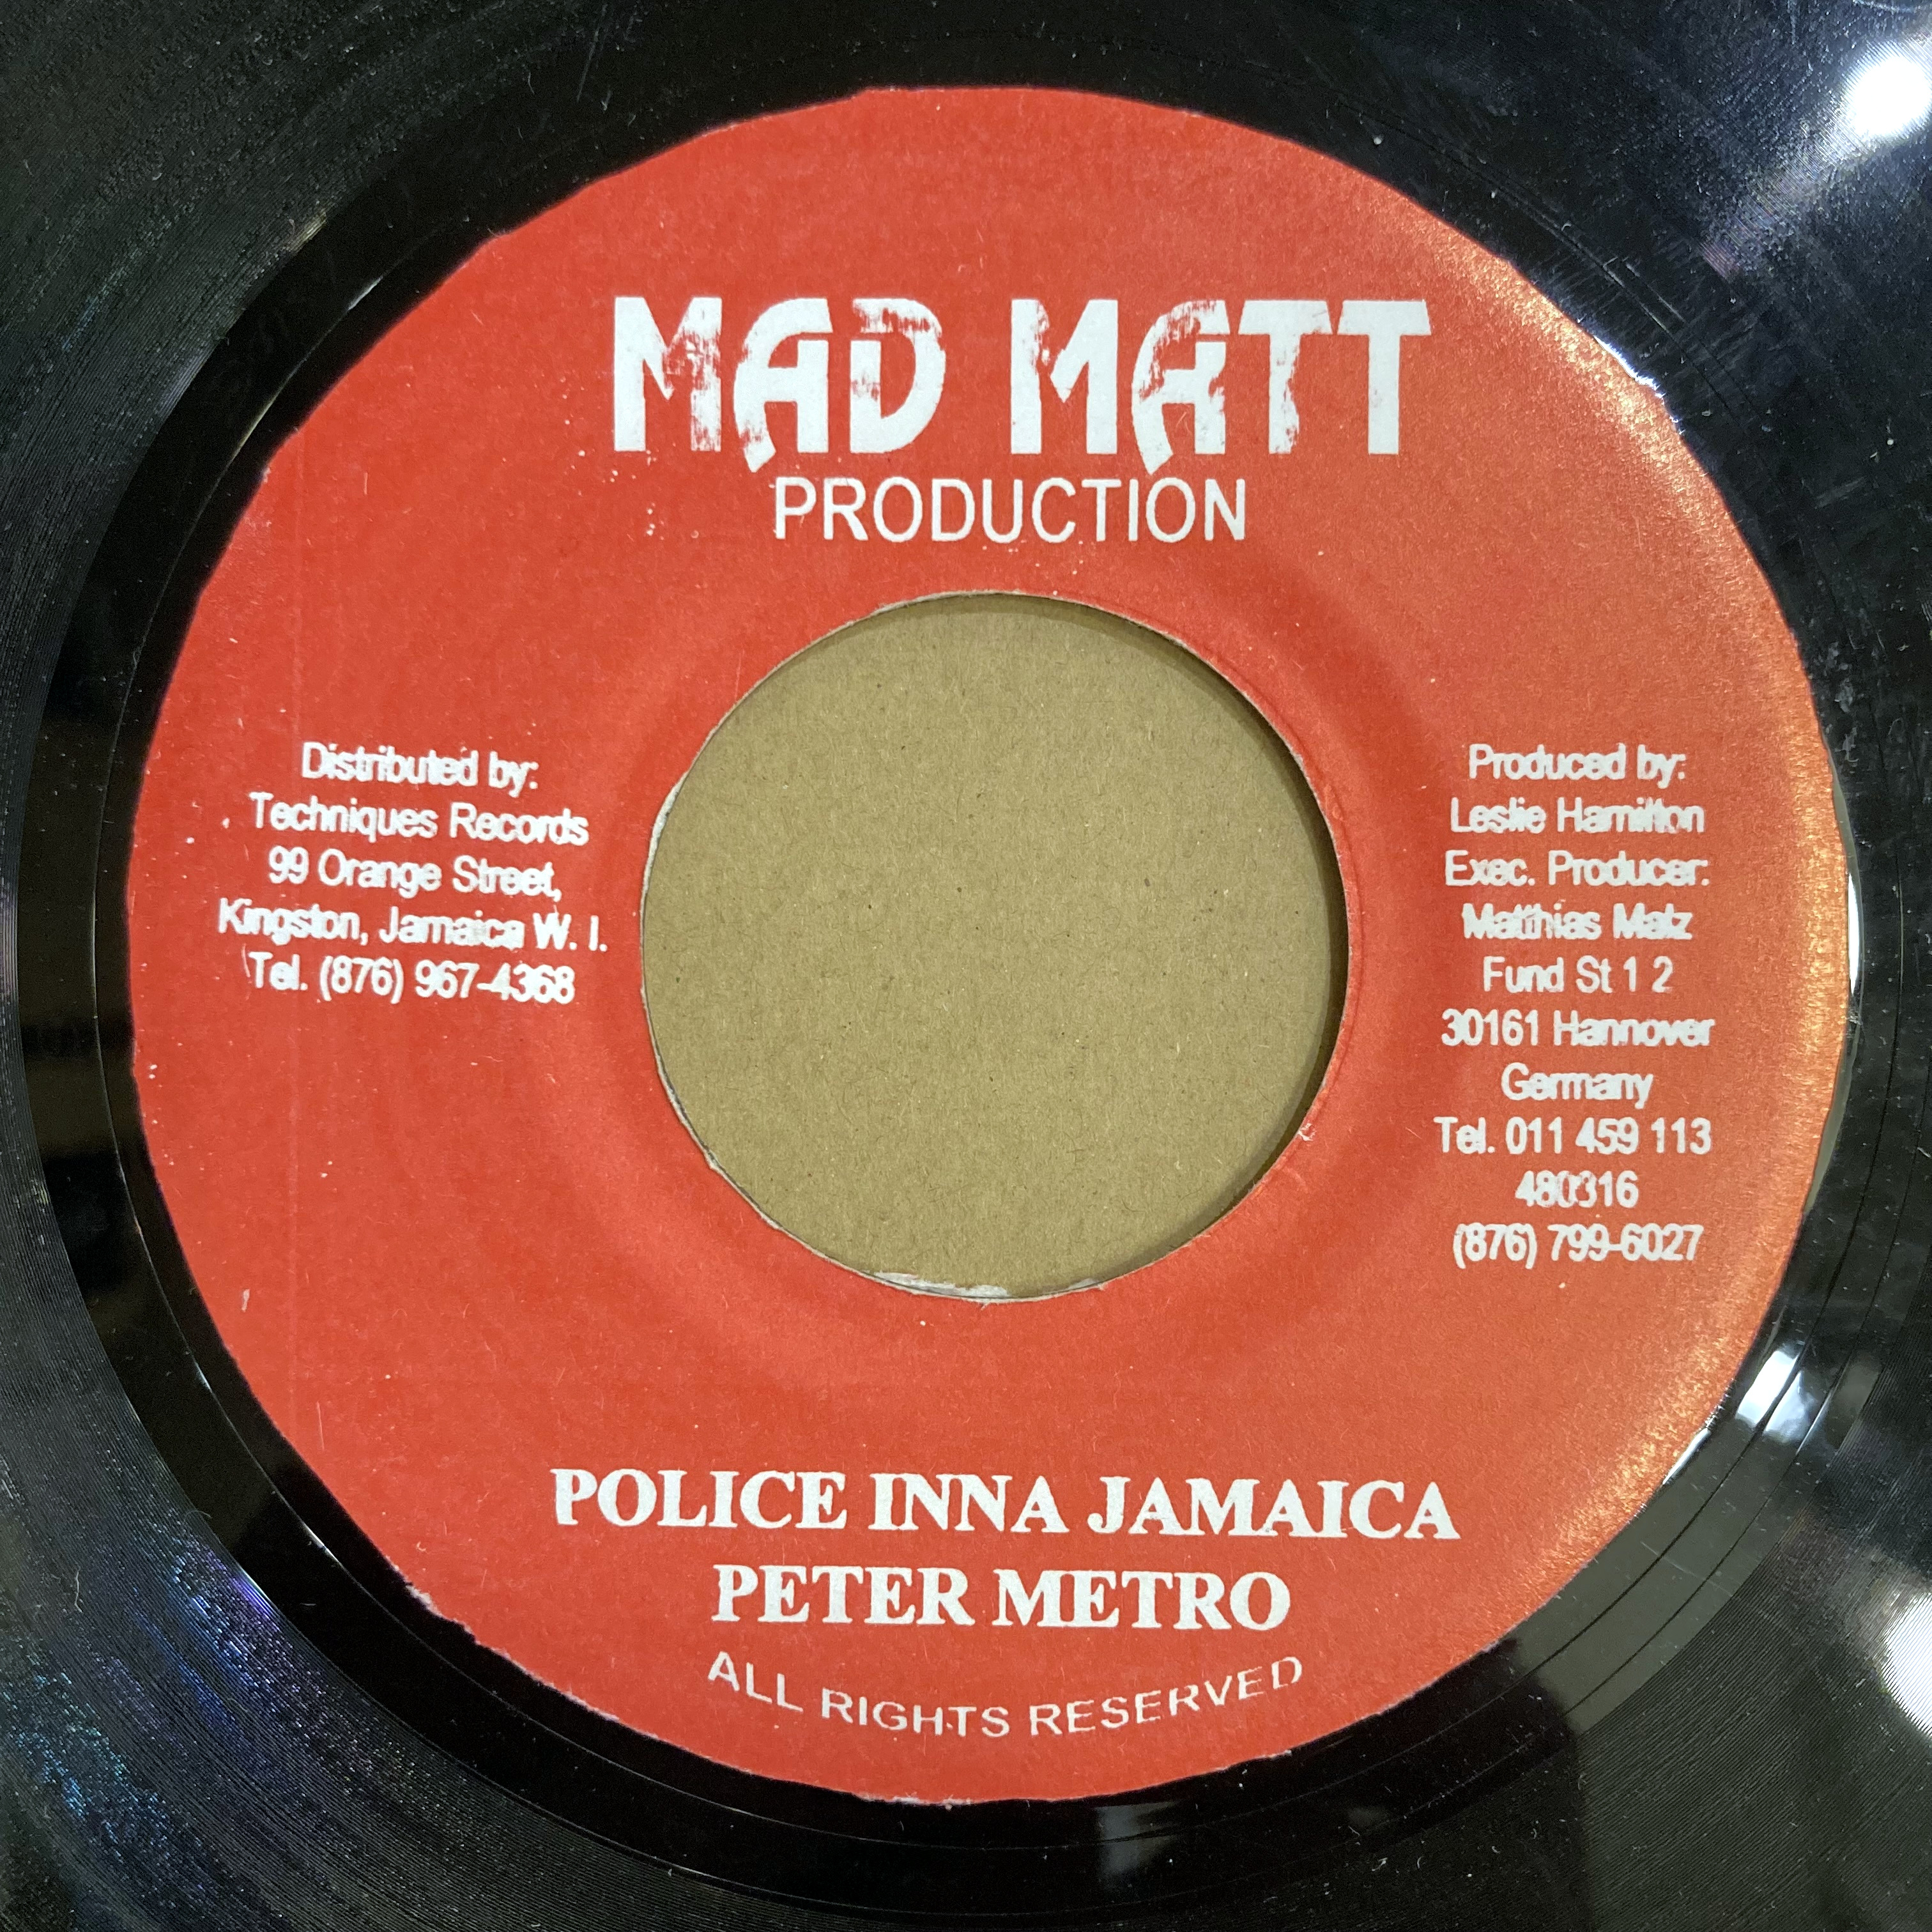 MAD MATT
PRODUCTION
Distributed by:
Techniques Records
99 Orange Street,
Kingston, Jamaica W. I.
Tel. (876) 967-4368
Produced by:
Leslie Hamilton
Exec. Producer:
Matthias Matz
Fund St 1 2
30161 Hannover
Germany
Tel. 011 459 113
480316
(876) 799-6027
POLICE INNA JAMAICA
PETER METRO
ALL RIGHTS RESERVED